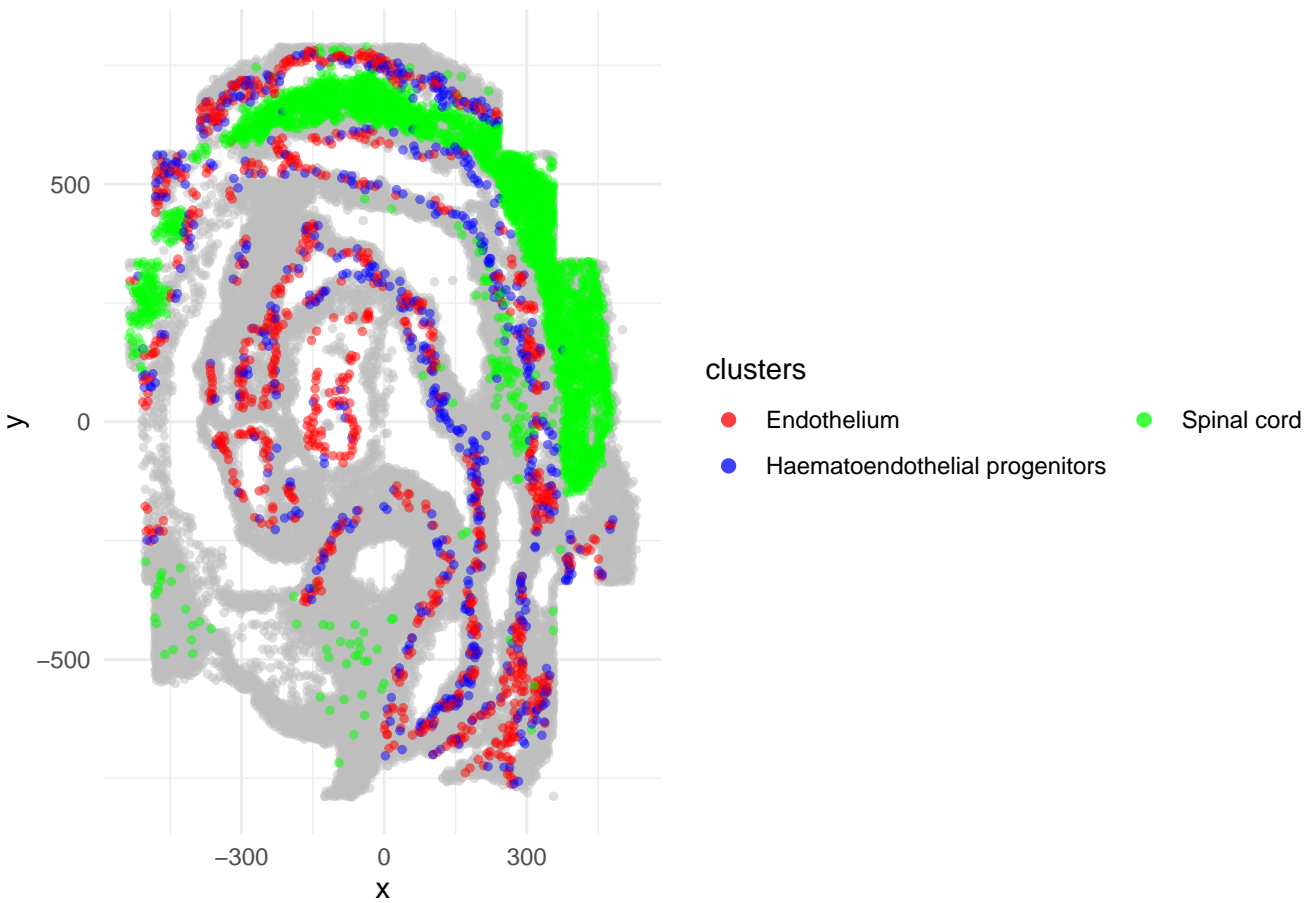 500
0
−500
y
−300 0 300
x
clusters
Endothelium
Haematoendothelial progenitors
Spinal cord